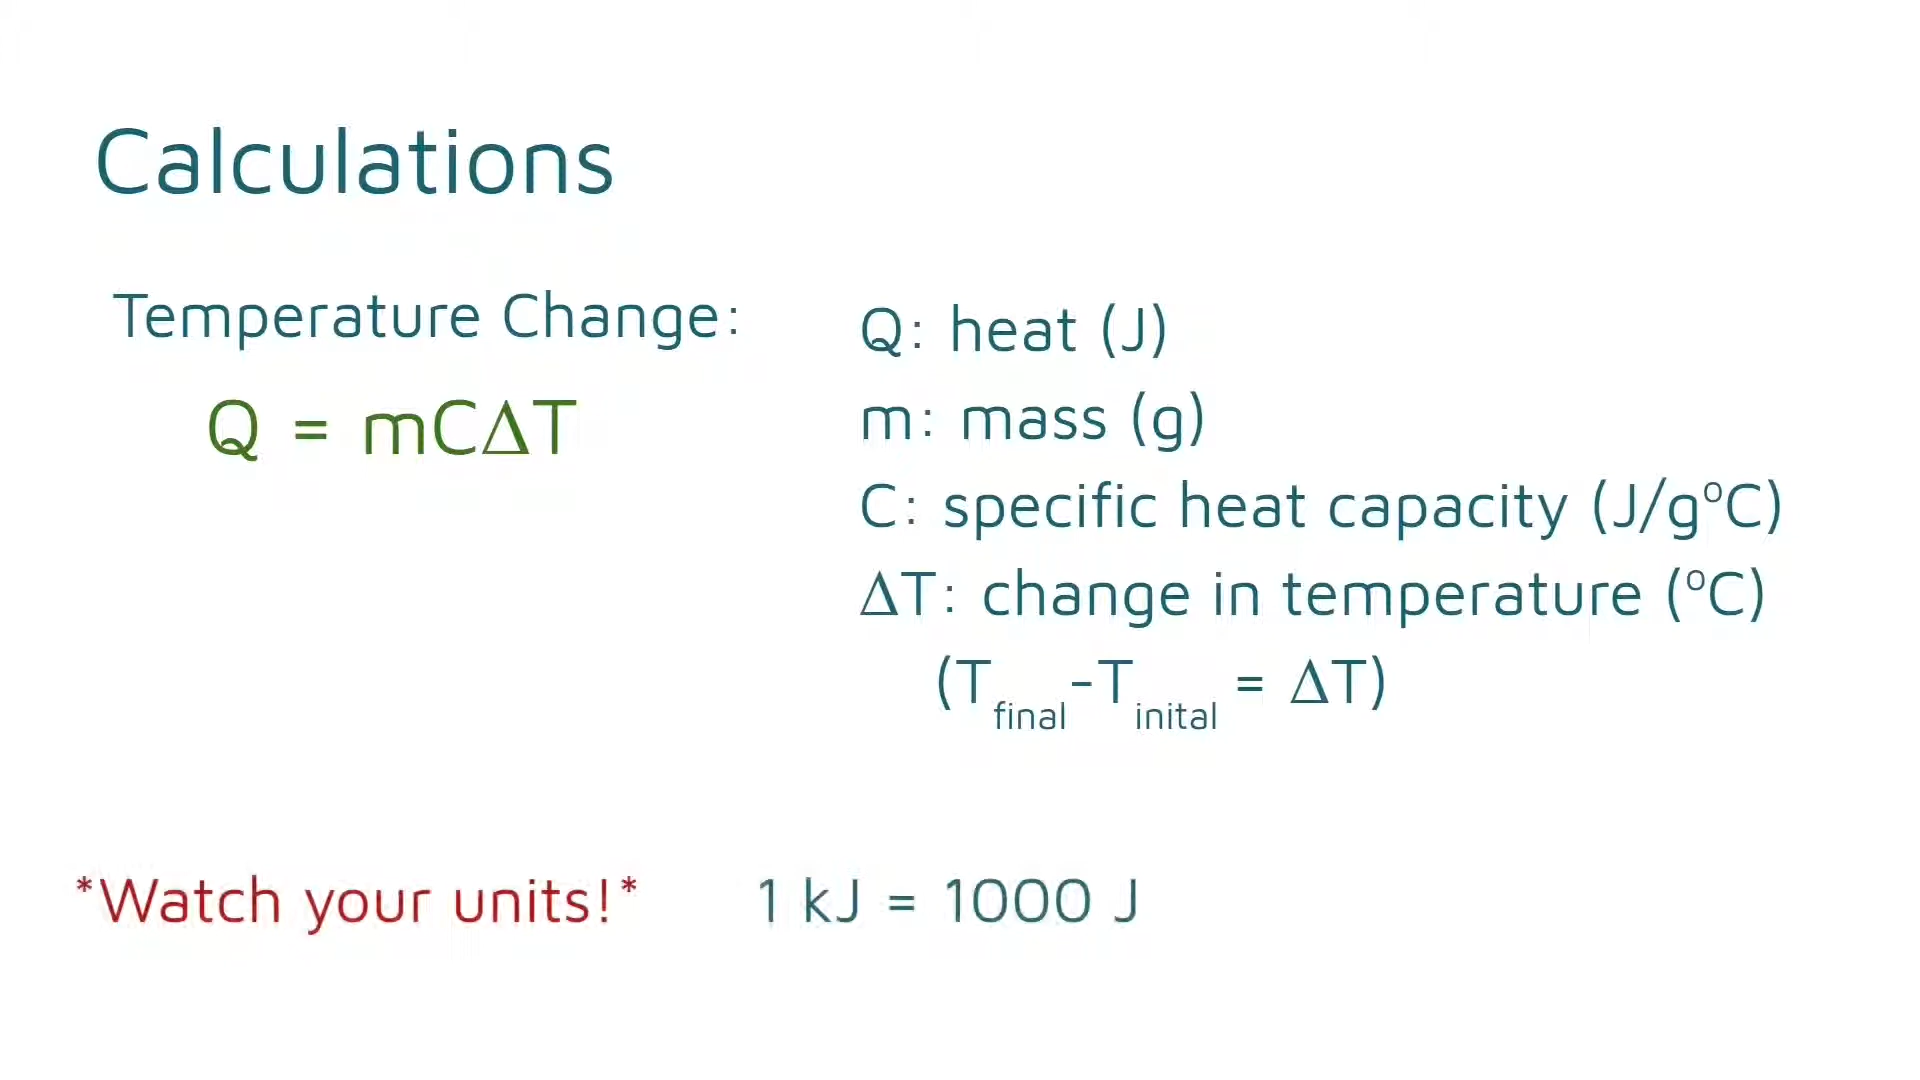 Calculations
Temperature Change:
Q = mCΔT
Q: heat (J)
m: mass (g)
C: specific heat capacity (J/g°C)
ΔT: change in temperature (°C)
(Tfinal-Tinital = ΔT)
*Watch your units!* 1 kJ = 1000 J